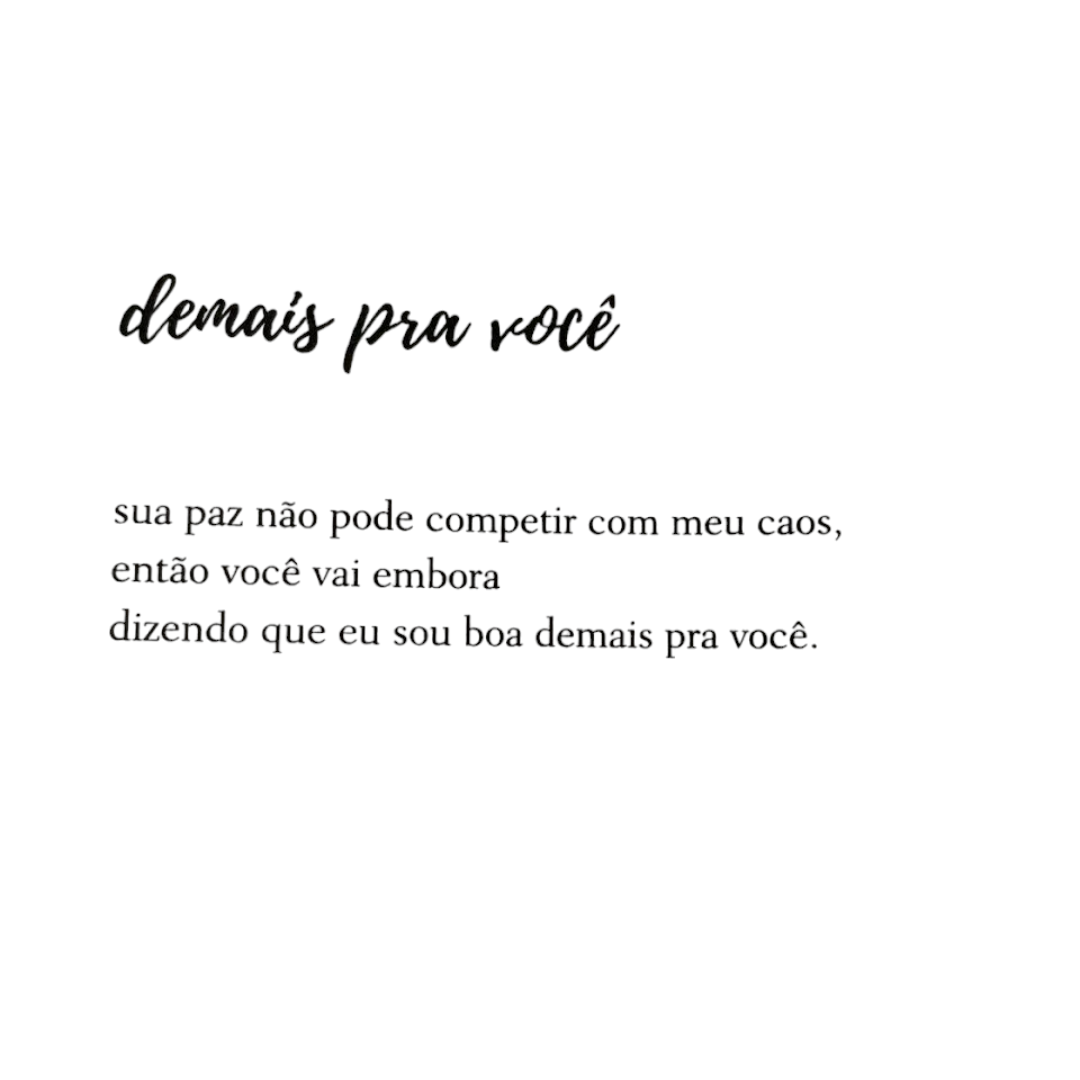 demais pra você
sua paz não pode competir com meu caos,
então você vai embora
dizendo que eu sou boa demais pra você.